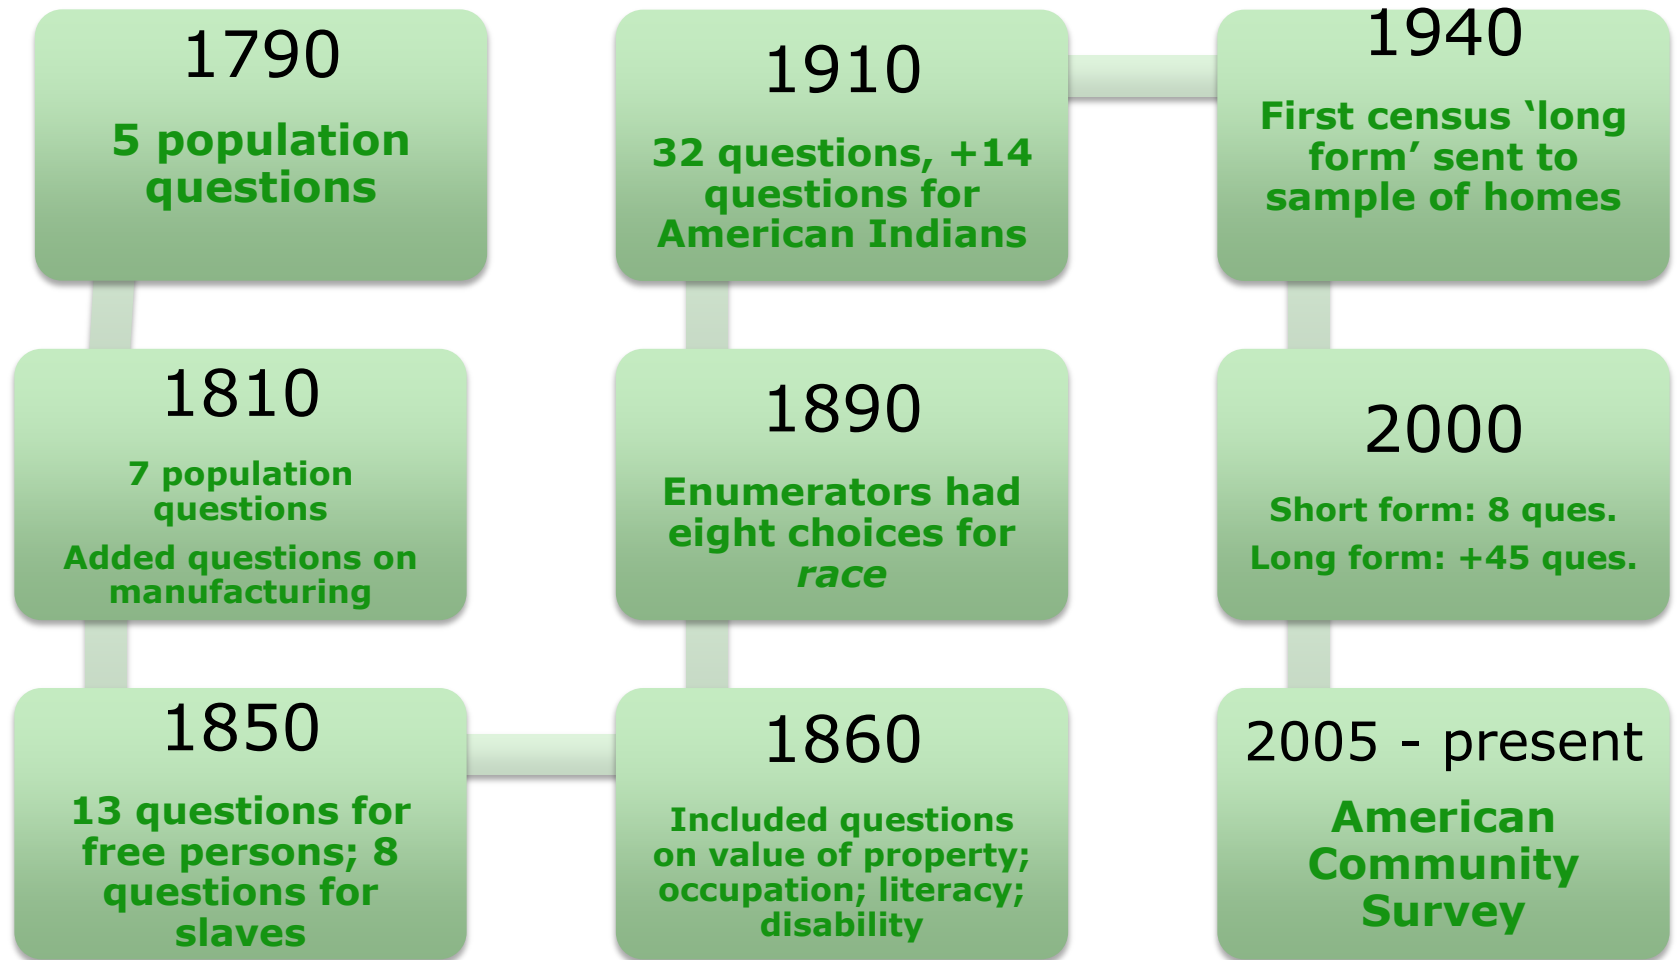 1790
5 population
questions
1810
7 population
questions
Added questions on
manufacturing
1850
13 questions for
free persons; 8
questions for
slaves
1860
Included questions
on value of property;
occupation; literacy;
disability
1890
Enumerators had
eight choices for
race
1910
32 questions, +14
questions for
American Indians
1940
First census ‘long
form’ sent to
sample of homes
2000
Short form: 8 ques.
Long form: +45 ques.
2005 - present
American
Community
Survey